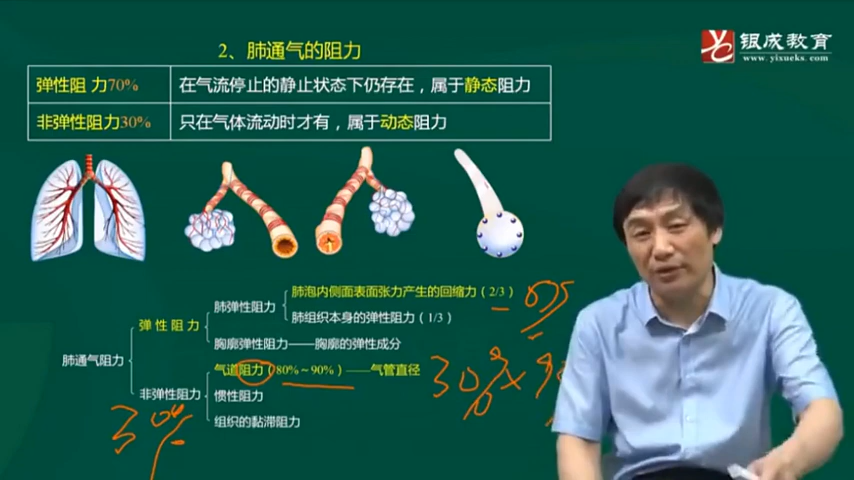 2、肺通气的阻力
银成教育
www.yixueks.com
弹性阻 力70% 在气流停止的静止状态下仍存在，属于静态阻力
非弹性阻力30% 只在气体流动时才有，属于动态阻力
肺泡内侧面表面张力产生的回缩力（2/3）
肺弹性阻力
肺组织本身的弹性阻力（1/3）
弹 性 阻 力
胸廓弹性阻力——胸廓的弹性成分
肺通气阻力
气道阻力（80%～90%）——气管直径
非弹性阻力 惯性阻力
组织的黏滞阻力
30%
30% × 9